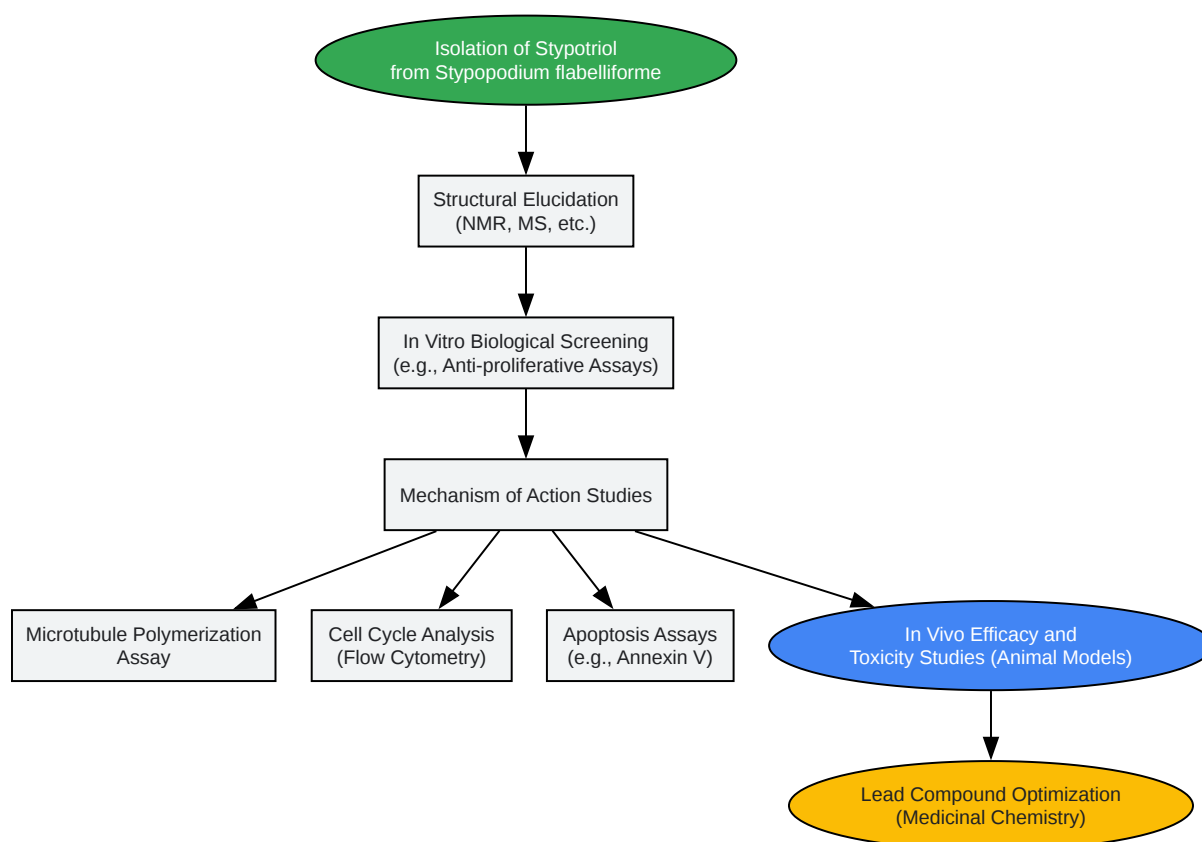 Isolation of Stypotriol
from Stypopodium flabelliforme
Structural Elucidation
(NMR, MS, etc.)
In Vitro Biological Screening
(e.g., Anti-proliferative Assays)
Mechanism of Action Studies
Microtubule Polymerization
Assay
Cell Cycle Analysis
(Flow Cytometry)
Apoptosis Assays
(e.g., Annexin V)
In Vivo Efficacy and
Toxicity Studies (Animal Models)
Lead Compound Optimization
(Medicinal Chemistry)